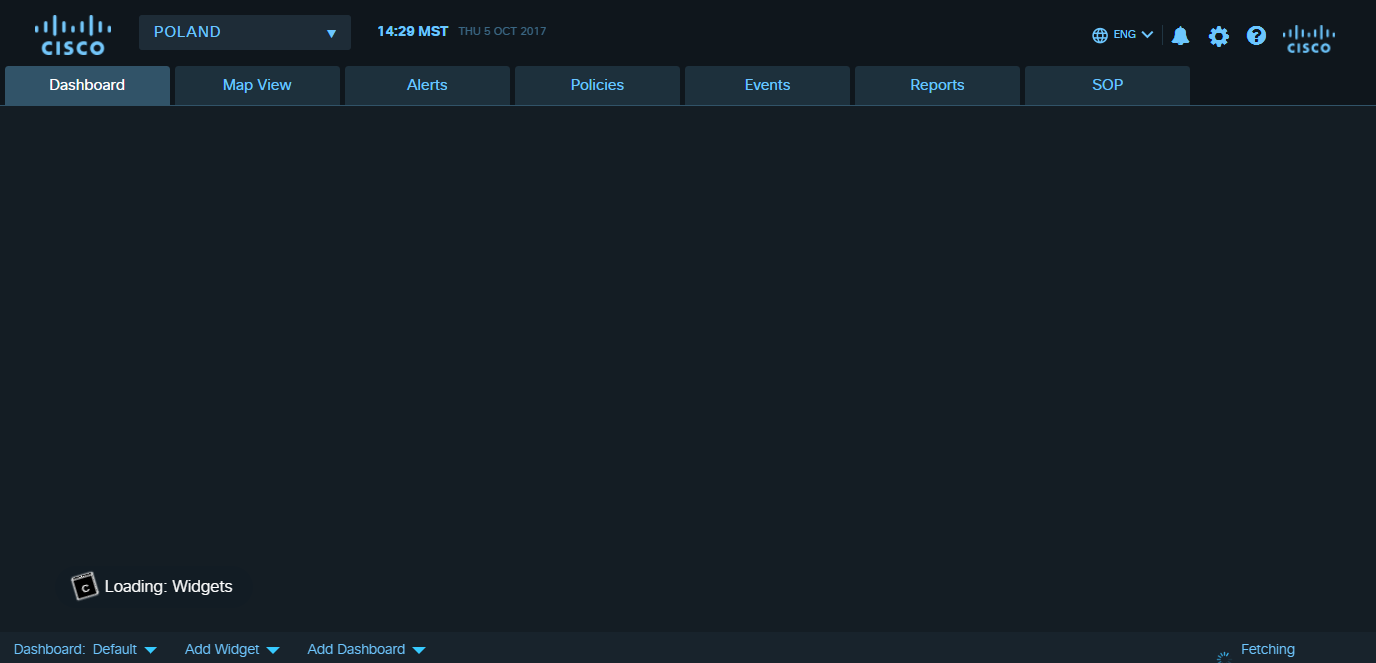 CISCO
POLAND
14:29 MST THU 5 OCT 2017
ENG
CISCO
Dashboard
Map View
Alerts
Policies
Events
Reports
SOP
C Loading: Widgets
Dashboard: Default
Add Widget
Add Dashboard
Fetching